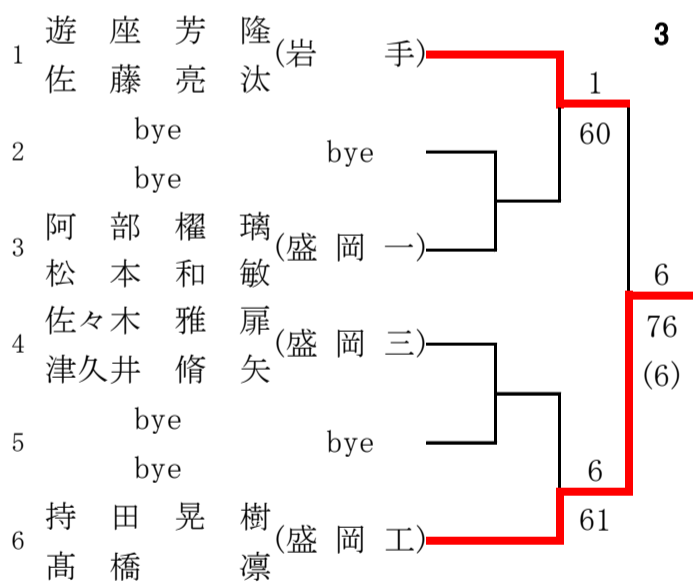 3
1 遊座芳隆 (岩手)
佐藤亮汰
1
60
2 bye bye
bye
3 阿部櫂璃 (盛岡一)
松本和敏
6
76
(6)
4 佐々木雅扉 (盛岡三)
津久井脩矢
5 bye bye
bye
6
61
6 持田晃樹 (盛岡工)
髙橋凛